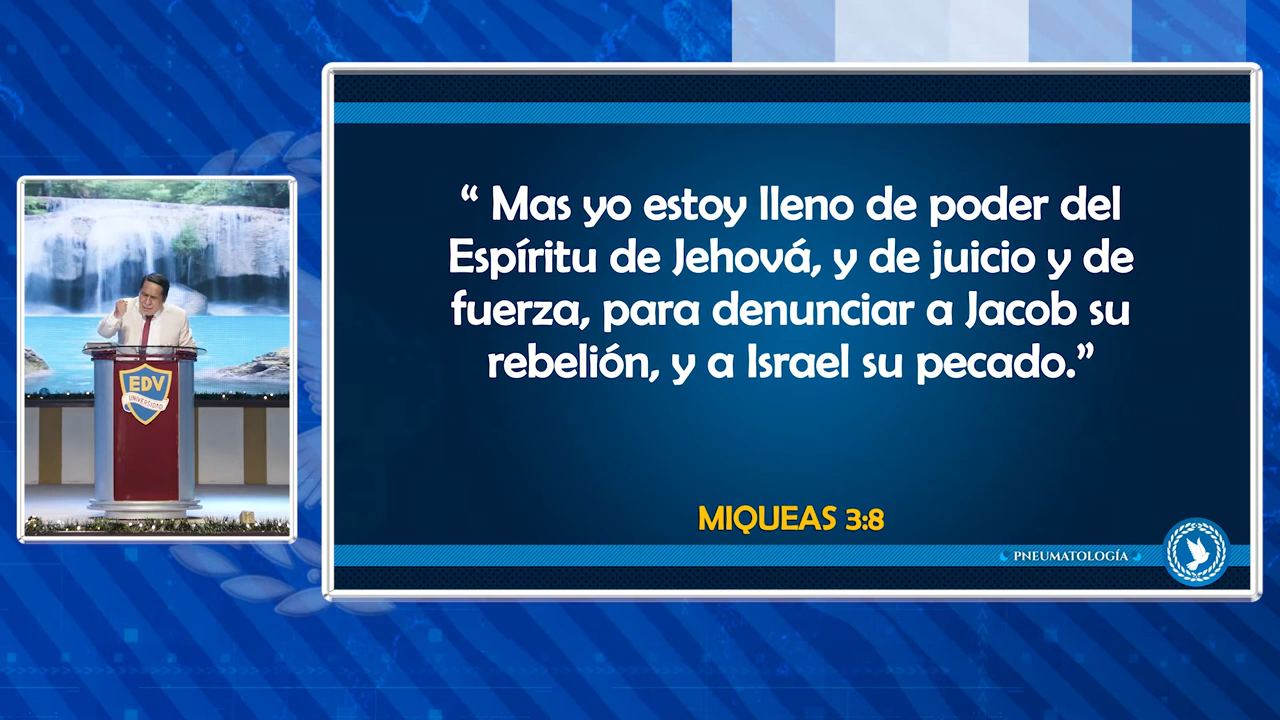 “ Mas yo estoy lleno de poder del
Espíritu de Jehová, y de juicio y de
fuerza, para denunciar a Jacob su
rebelión, y a Israel su pecado.”
MIQUEAS 3:8
PNEUMATOLOGÍA
EDV
UNIVERSIDAD